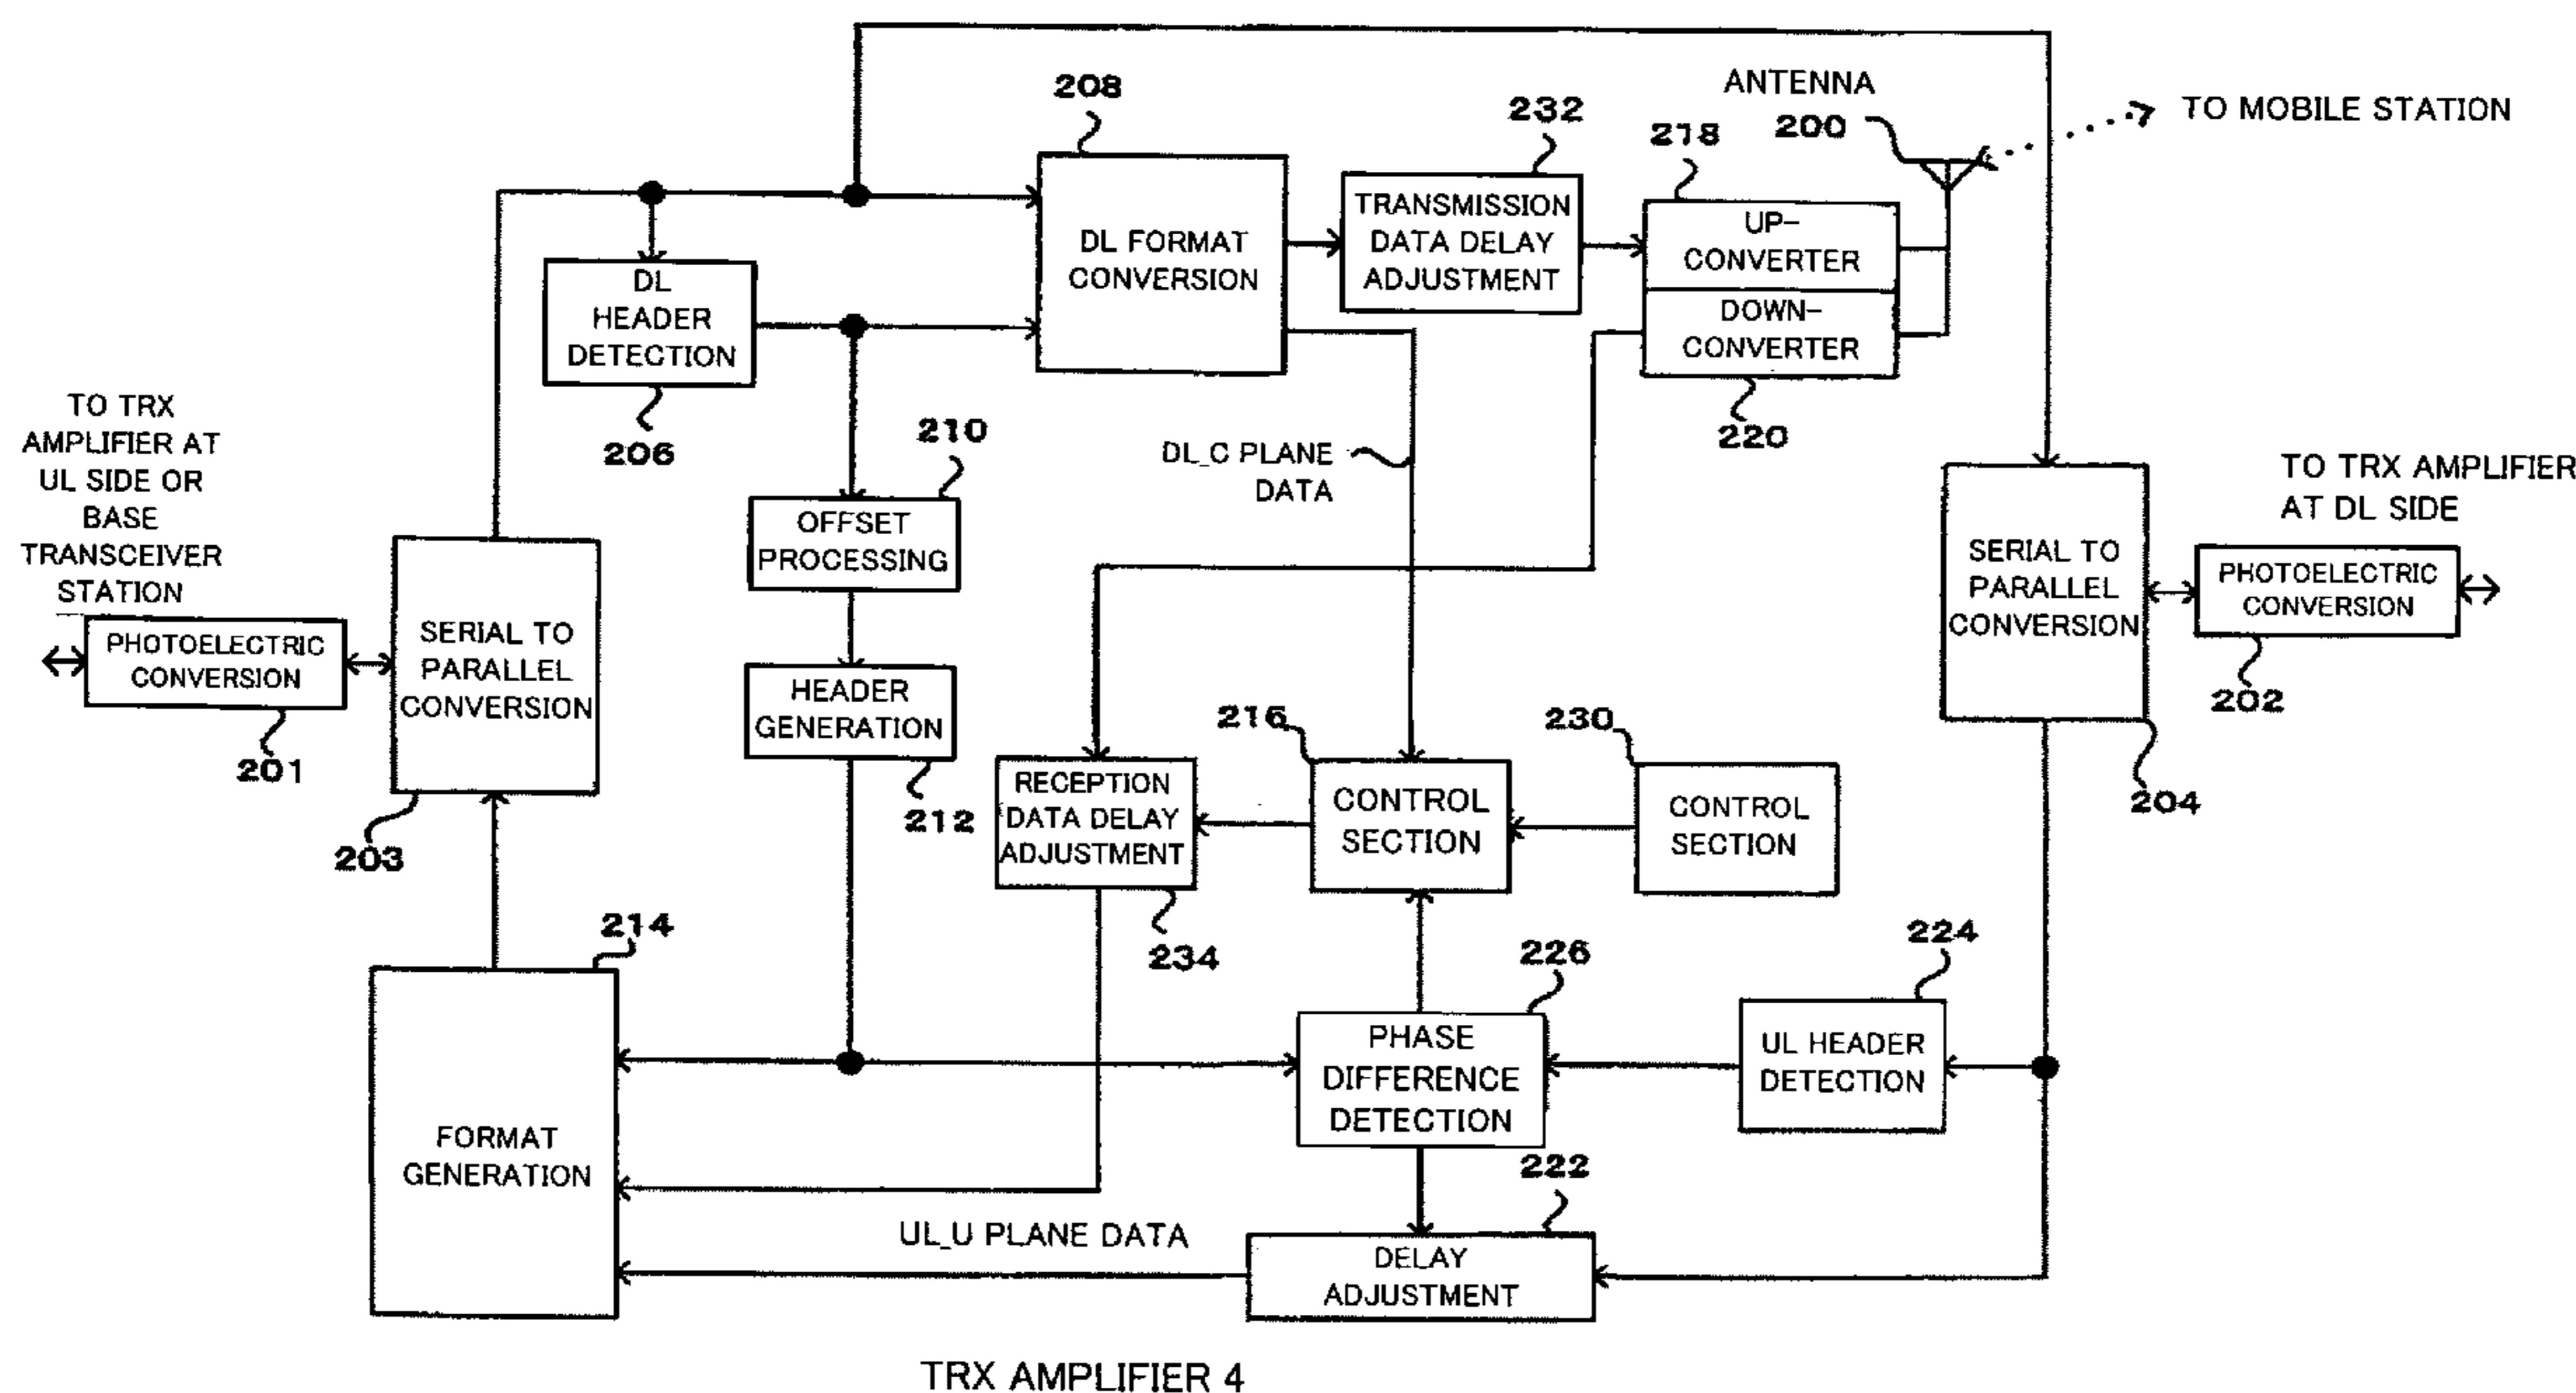 208
232
ANTENNA
218
200
TO MOBILE STATION
DL FORMAT
CONVERSION
TRANSMISSION
DATA DELAY
ADJUSTMENT
UP-
CONVERTER
DOWN-
CONVERTER
220
DL
HEADER
DETECTION
206
TO TRX
AMPLIFIER AT
UL SIDE OR
BASE
TRANSCEIVER
STATION
210
OFFSET
PROCESSING
DL_C PLANE
DATA
TO TRX AMPLIFIER
AT DL SIDE
SERIAL TO
PARALLEL
CONVERSION
204
PHOTOELECTRIC
CONVERSION
202
PHOTOELECTRIC
CONVERSION
201
SERIAL TO
PARALLEL
CONVERSION
203
HEADER
GENERATION
212
RECEPTION
DATA DELAY
ADJUSTMENT
234
216
CONTROL
SECTION
230
CONTROL
SECTION
214
FORMAT
GENERATION
226
PHASE
DIFFERENCE
DETECTION
224
UL HEADER
DETECTION
222
UL_U PLANE DATA
DELAY
ADJUSTMENT
TRX AMPLIFIER 4